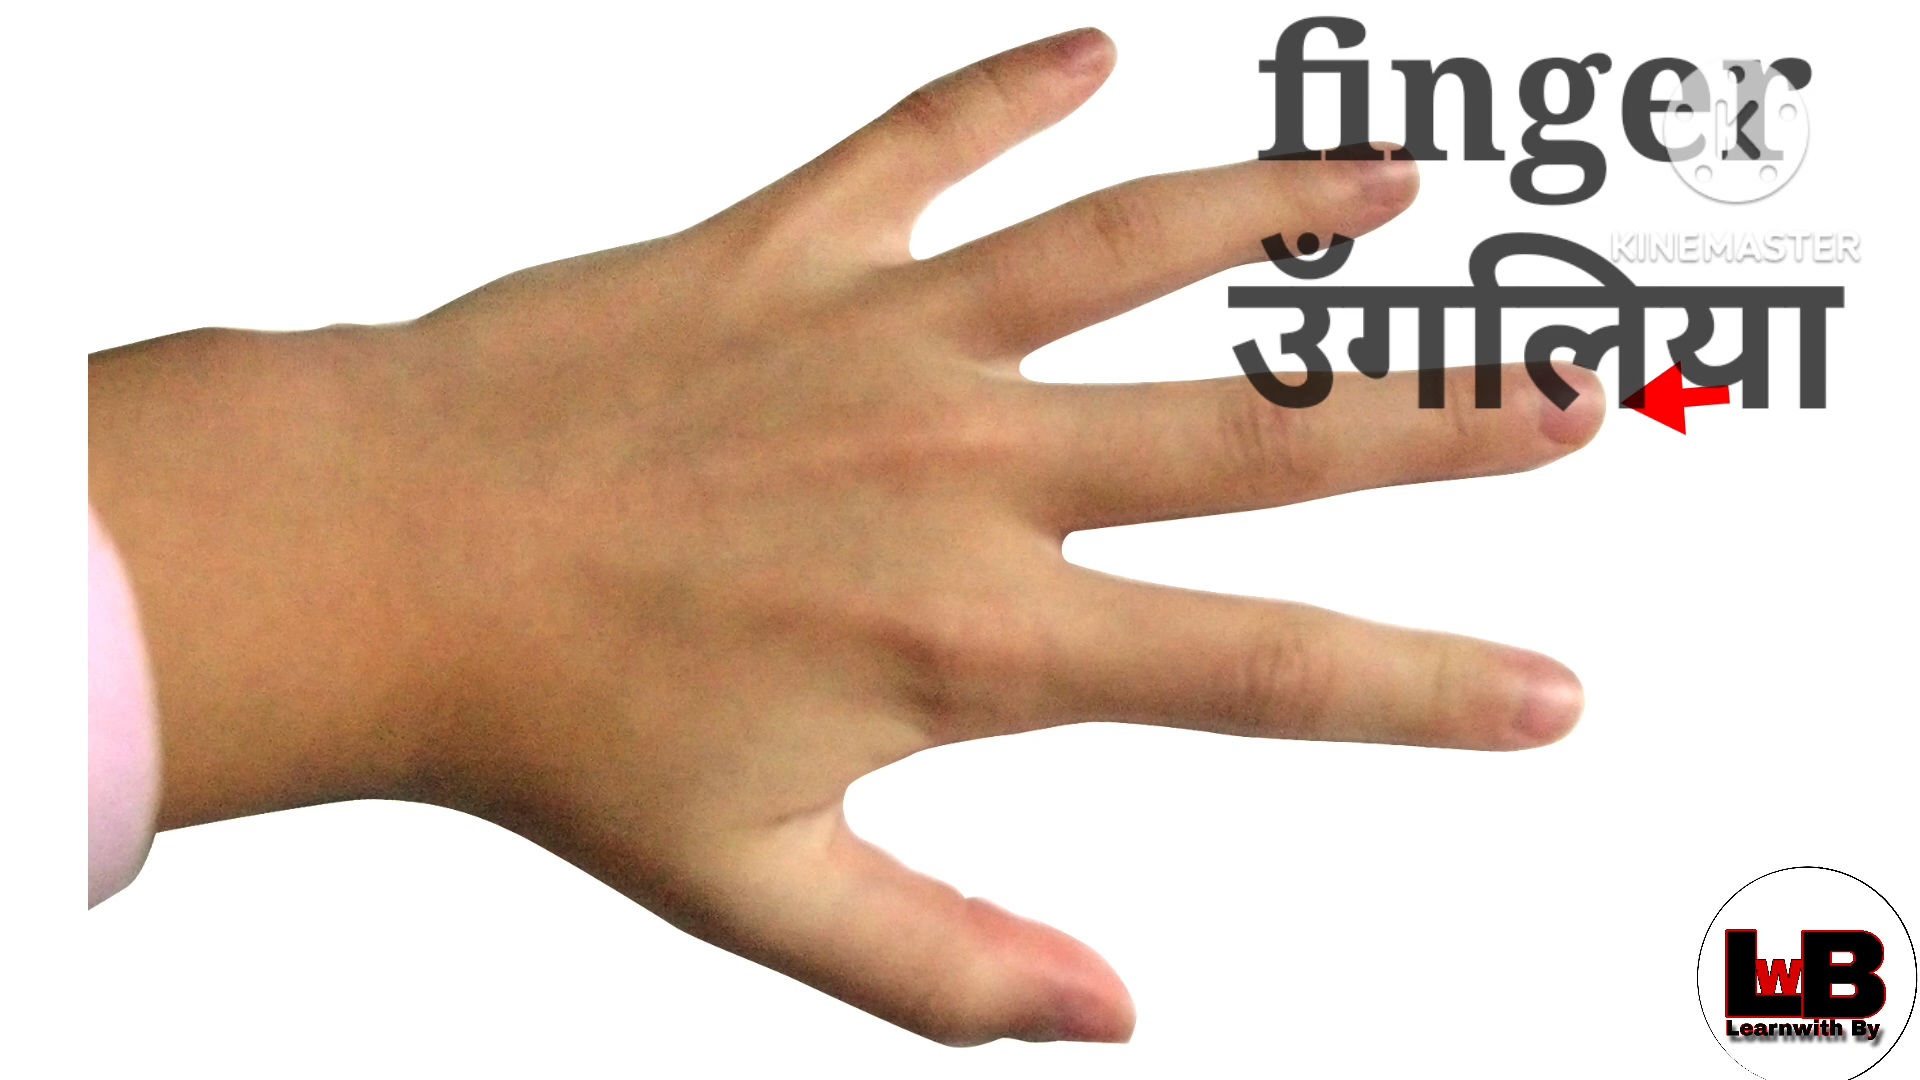 finger
K
KINEMASTER
उँगलिया
LWB
Learnwith By